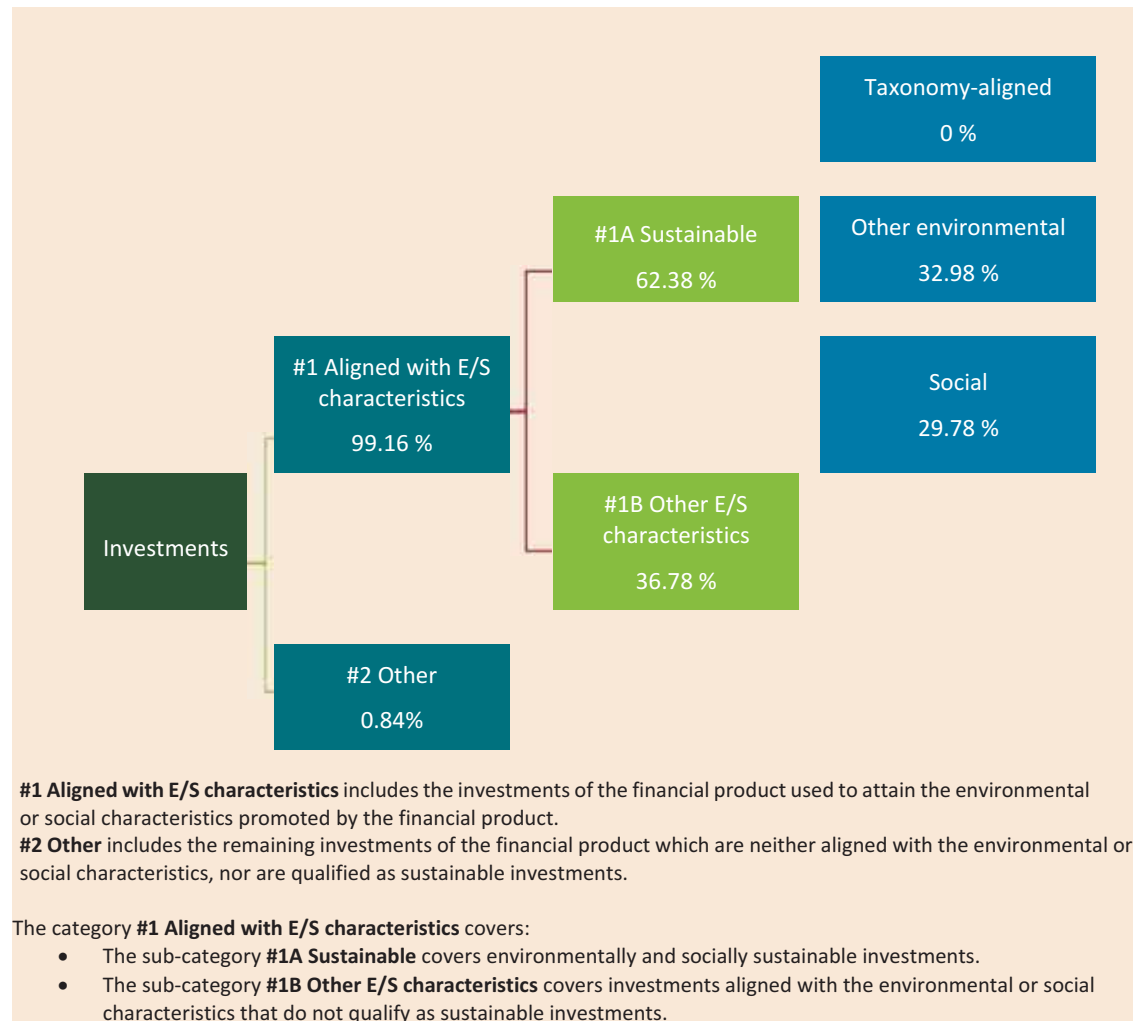 Taxonomy-aligned
0 %
#1A Sustainable
62.38 %
Other environmental
32.98 %
#1 Aligned with E/S
characteristics
99.16 %
Social
29.78 %
Investments
#1B Other E/S
characteristics
36.78 %
#2 Other
0.84%
#1 Aligned with E/S characteristics includes the investments of the financial product used to attain the environmental
or social characteristics promoted by the financial product.
#2 Other includes the remaining investments of the financial product which are neither aligned with the environmental or
social characteristics, nor are qualified as sustainable investments.
The category #1 Aligned with E/S characteristics covers:
• The sub-category #1A Sustainable covers environmentally and socially sustainable investments.
• The sub-category #1B Other E/S characteristics covers investments aligned with the environmental or social
characteristics that do not qualify as sustainable investments.